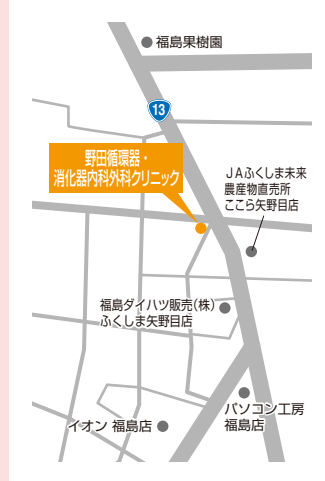 福島果樹園
13
野田循環器・
消化器内科外科クリニック
JAふくしま未来
農産物直売所
ここら矢野目店
福島ダイハツ販売(株)
ふくしま矢野目店
パソコン工房
福島店
イオン 福島店